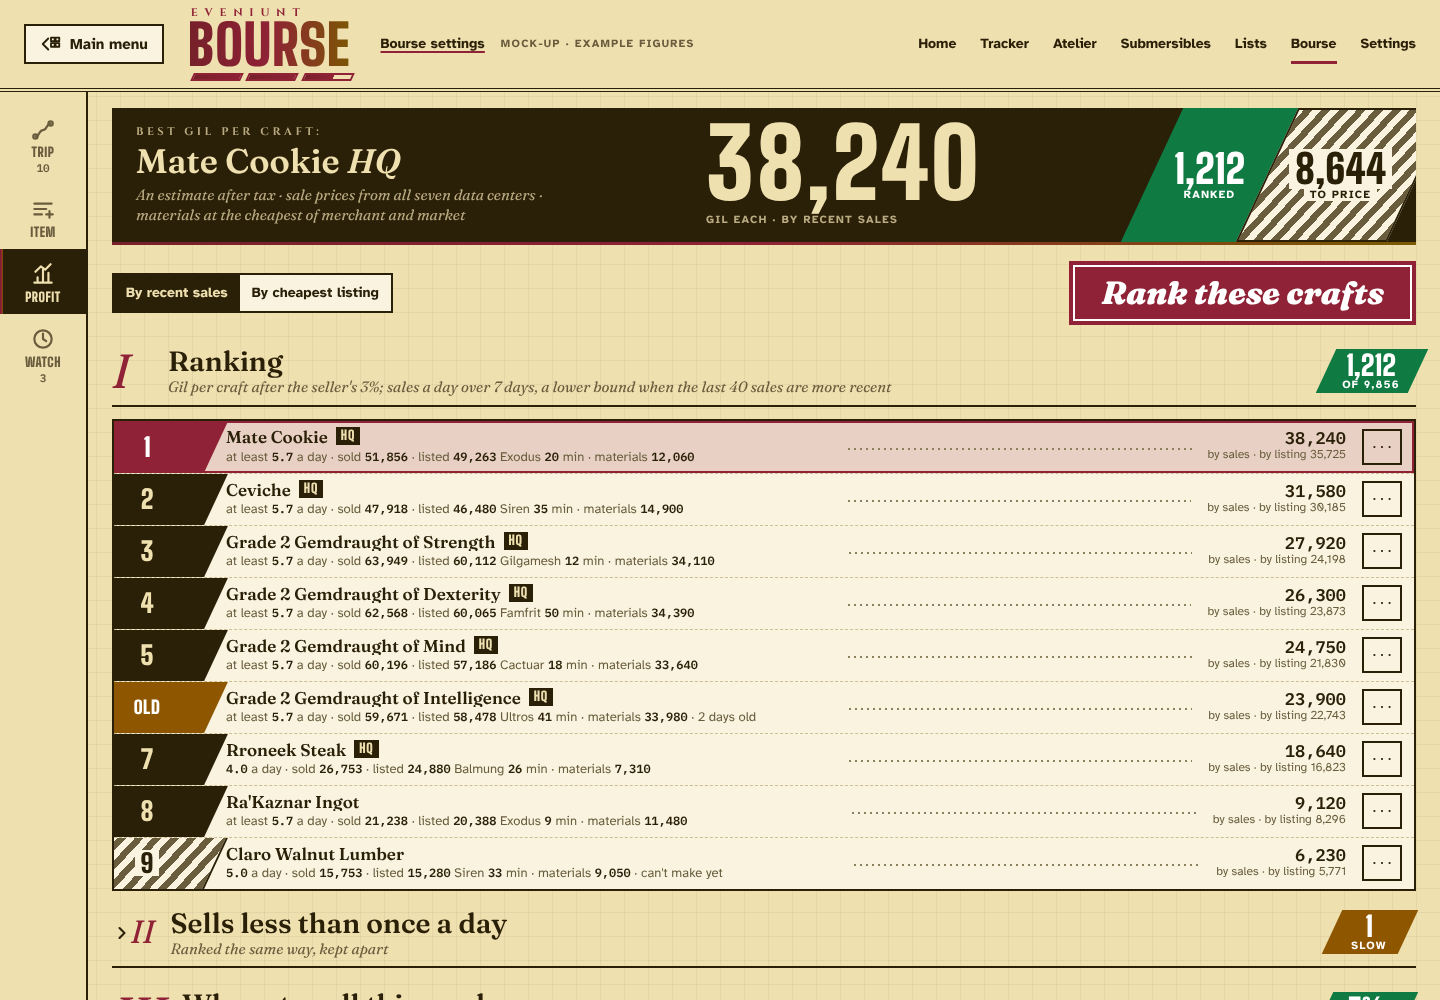 Main menu
EVENIUNT
BOURSE
Bourse settings
MOCK-UP · EXAMPLE FIGURES
Home
Tracker
Atelier
Submersibles
Lists
Bourse
Settings
TRIP
10
ITEM
PROFIT
WATCH
3
BEST GIL PER CRAFT:
Mate Cookie HQ
An estimate after tax · sale prices from all seven data centers ·
materials at the cheapest of merchant and market
38,240
GIL EACH · BY RECENT SALES
1,212
RANKED
8,644
TO PRICE
By recent sales
By cheapest listing
Rank these crafts
I
Ranking
Gil per craft after the seller's 3%; sales a day over 7 days, a lower bound when the last 40 sales are more recent
1,212
OF 9,856
1
Mate Cookie HQ
at least 5.7 a day · sold 51,856 · listed 49,263 Exodus 20 min · materials 12,060
38,240
by sales · by listing 35,725
...
2
Ceviche HQ
at least 5.7 a day · sold 47,918 · listed 46,480 Siren 35 min · materials 14,900
31,580
by sales · by listing 30,185
...
3
Grade 2 Gemdraught of Strength HQ
at least 5.7 a day · sold 63,949 · listed 60,112 Gilgamesh 12 min · materials 34,110
27,920
by sales · by listing 24,198
...
4
Grade 2 Gemdraught of Dexterity HQ
at least 5.7 a day · sold 62,568 · listed 60,065 Famfrit 50 min · materials 34,390
26,300
by sales · by listing 23,873
...
5
Grade 2 Gemdraught of Mind HQ
at least 5.7 a day · sold 60,196 · listed 57,186 Cactuar 18 min · materials 33,640
24,750
by sales · by listing 21,830
...
OLD
Grade 2 Gemdraught of Intelligence HQ
at least 5.7 a day · sold 59,671 · listed 58,478 Ultros 41 min · materials 33,980 · 2 days old
23,900
by sales · by listing 22,743
...
7
Rroneek Steak HQ
4.0 a day · sold 26,753 · listed 24,880 Balmung 26 min · materials 7,310
18,640
by sales · by listing 16,823
...
8
Ra'Kaznar Ingot
at least 5.7 a day · sold 21,238 · listed 20,388 Exodus 9 min · materials 11,480
9,120
by sales · by listing 8,296
...
9
Claro Walnut Lumber
5.0 a day · sold 15,753 · listed 15,280 Siren 33 min · materials 9,050 · can't make yet
6,230
by sales · by listing 5,771
...
II
Sells less than once a day
Ranked the same way, kept apart
1
SLOW